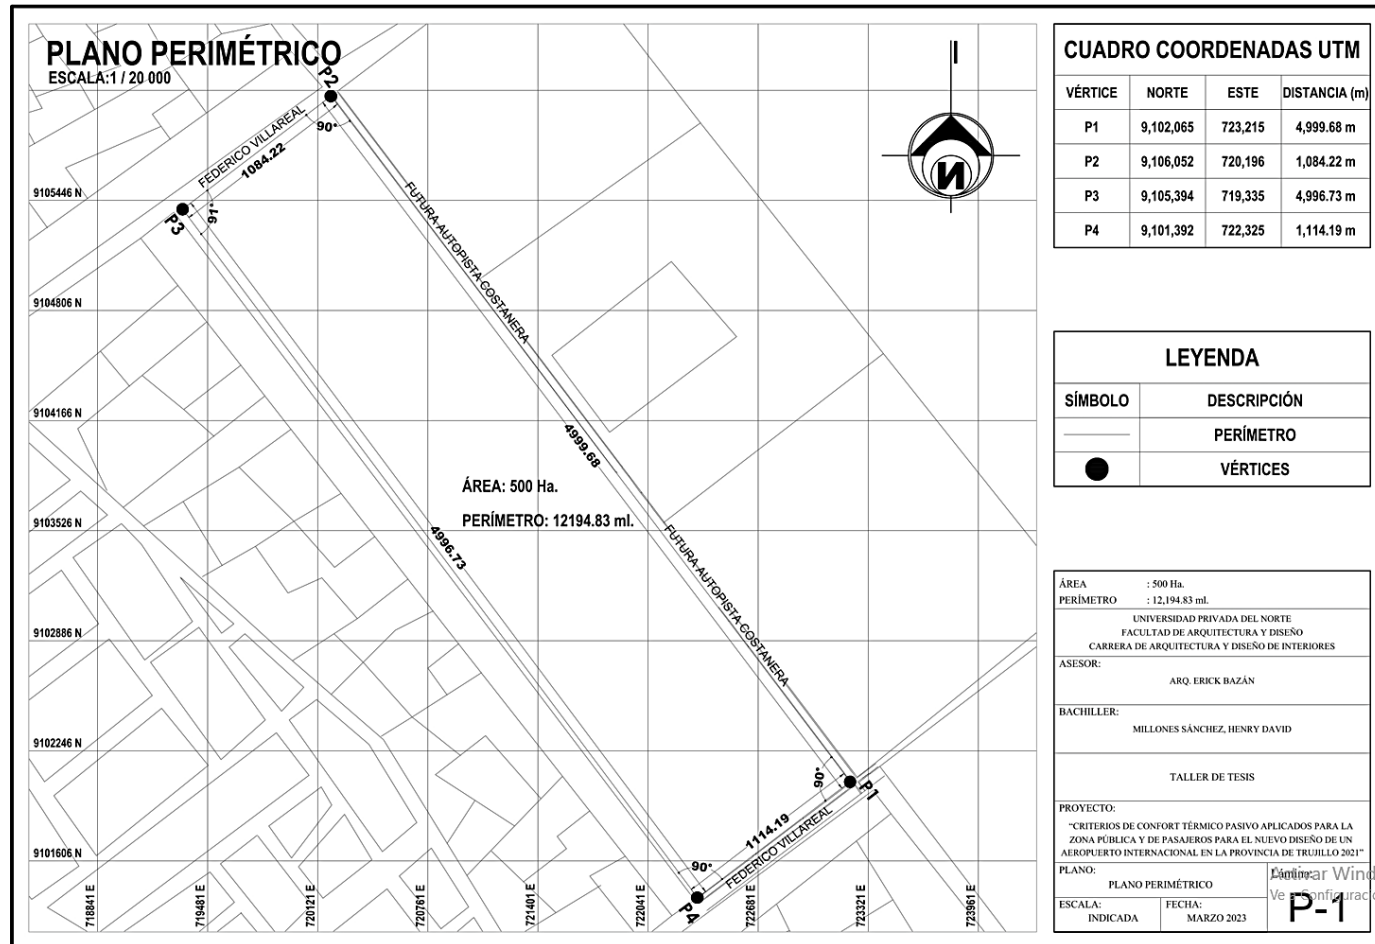 PLANO PERIMÉTRICO
ESCALA:1 / 20 000
P2
90°
FEDERICO VILLAREAL
1084.22
P3
91°
FUTURA AUTOPISTA COSTANERA
4999.68
4996.73
ÁREA: 500 Ha.
PERÍMETRO: 12194.83 ml.
FUTURA AUTOPISTA COSTANERA
90°
P1
1114.19
FEDERICO VILLAREAL
90°
P4
N
9105446 N
9104806 N
9104166 N
9103526 N
9102886 N
9102246 N
9101606 N
718841 E
719481 E
720121 E
720761 E
721401 E
722041 E
722681 E
723321 E
723961 E
CUADRO COORDENADAS UTM
VÉRTICE NORTE ESTE DISTANCIA (m)
P1 9,102,065 723,215 4,999.68 m
P2 9,106,052 720,196 1,084.22 m
P3 9,105,394 719,335 4,996.73 m
P4 9,101,392 722,325 1,114.19 m
LEYENDA
SÍMBOLO DESCRIPCIÓN
PERÍMETRO
VÉRTICES
ÁREA : 500 Ha.
PERÍMETRO : 12,194.83 ml.
UNIVERSIDAD PRIVADA DEL NORTE
FACULTAD DE ARQUITECTURA Y DISEÑO
CARRERA DE ARQUITECTURA Y DISEÑO DE INTERIORES
ASESOR:
ARQ. ERICK BAZÁN
BACHILLER:
MILLONES SÁNCHEZ, HENRY DAVID
TALLER DE TESIS
PROYECTO:
“CRITERIOS DE CONFORT TÉRMICO PASIVO APLICADOS PARA LA
ZONA PÚBLICA Y DE PASAJEROS PARA EL NUEVO DISEÑO DE UN
AEROPUERTO INTERNACIONAL EN LA PROVINCIA DE TRUJILLO 2021”
PLANO:
PLANO PERIMÉTRICO
ESCALA:
INDICADA
FECHA:
MARZO 2023
P-1